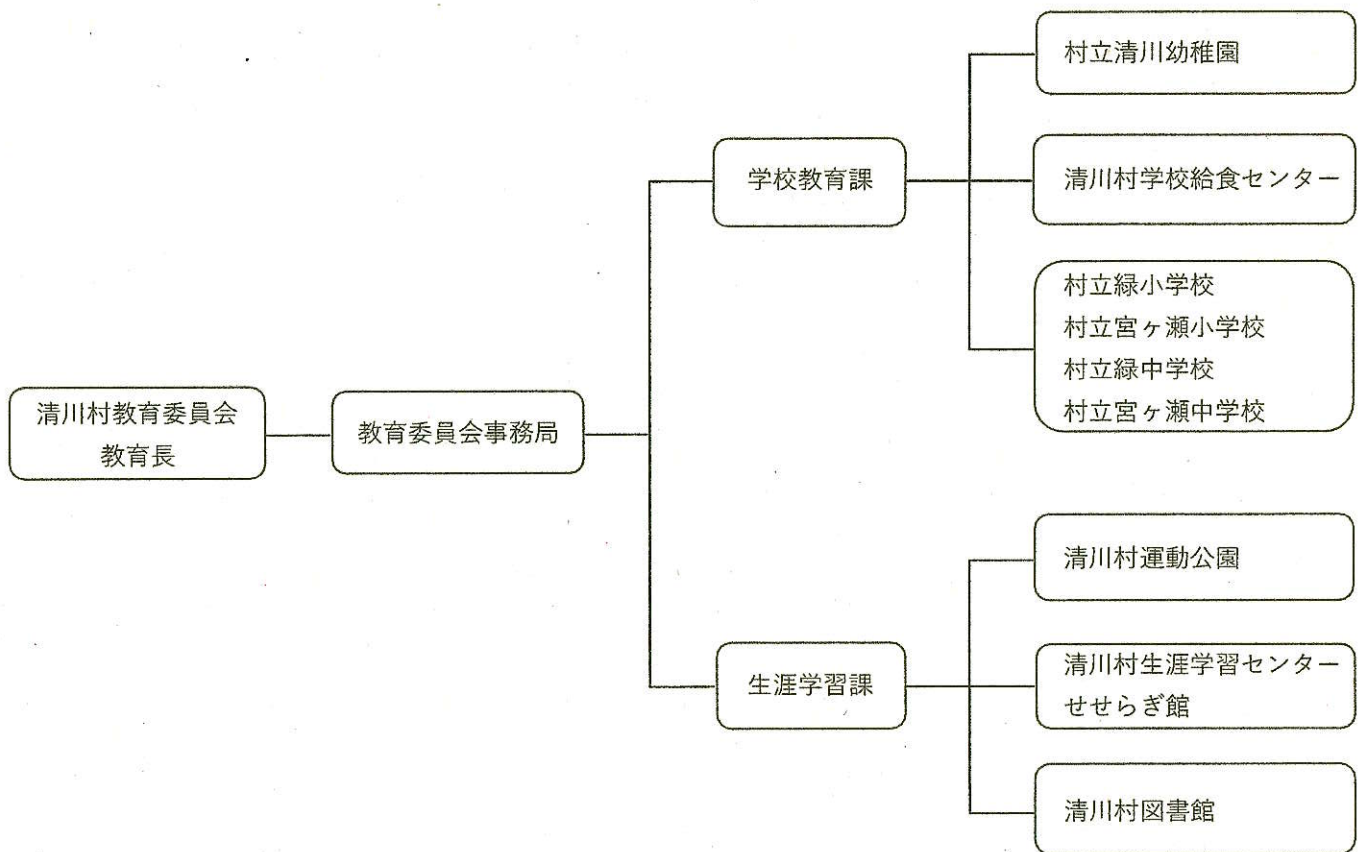 清川村教育委員会
教育長
教育委員会事務局
学校教育課
村立清川幼稚園
清川村学校給食センター
村立緑小学校
村立宮ヶ瀬小学校
村立緑中学校
村立宮ヶ瀬中学校
生涯学習課
清川村運動公園
清川村生涯学習センター
せせらぎ館
清川村図書館